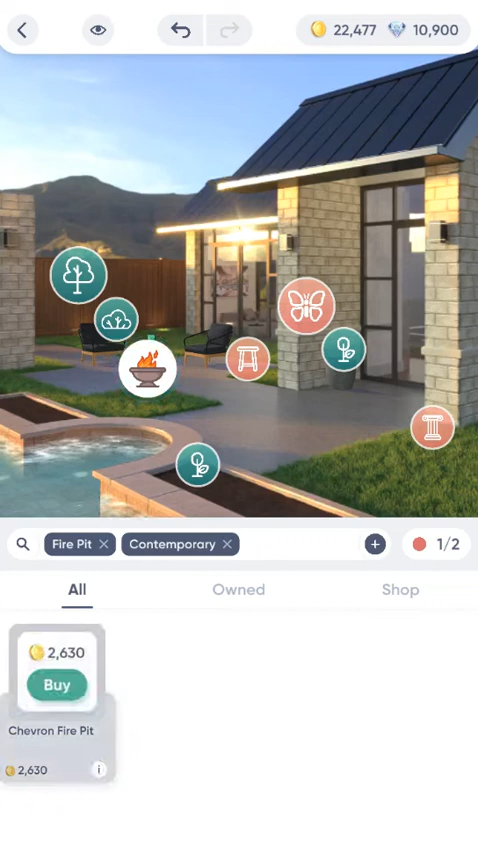 22,477 10,900
Fire Pit Contemporary 1/2
All Owned Shop
2,630
Buy
Chevron Fire Pit
2,630 i